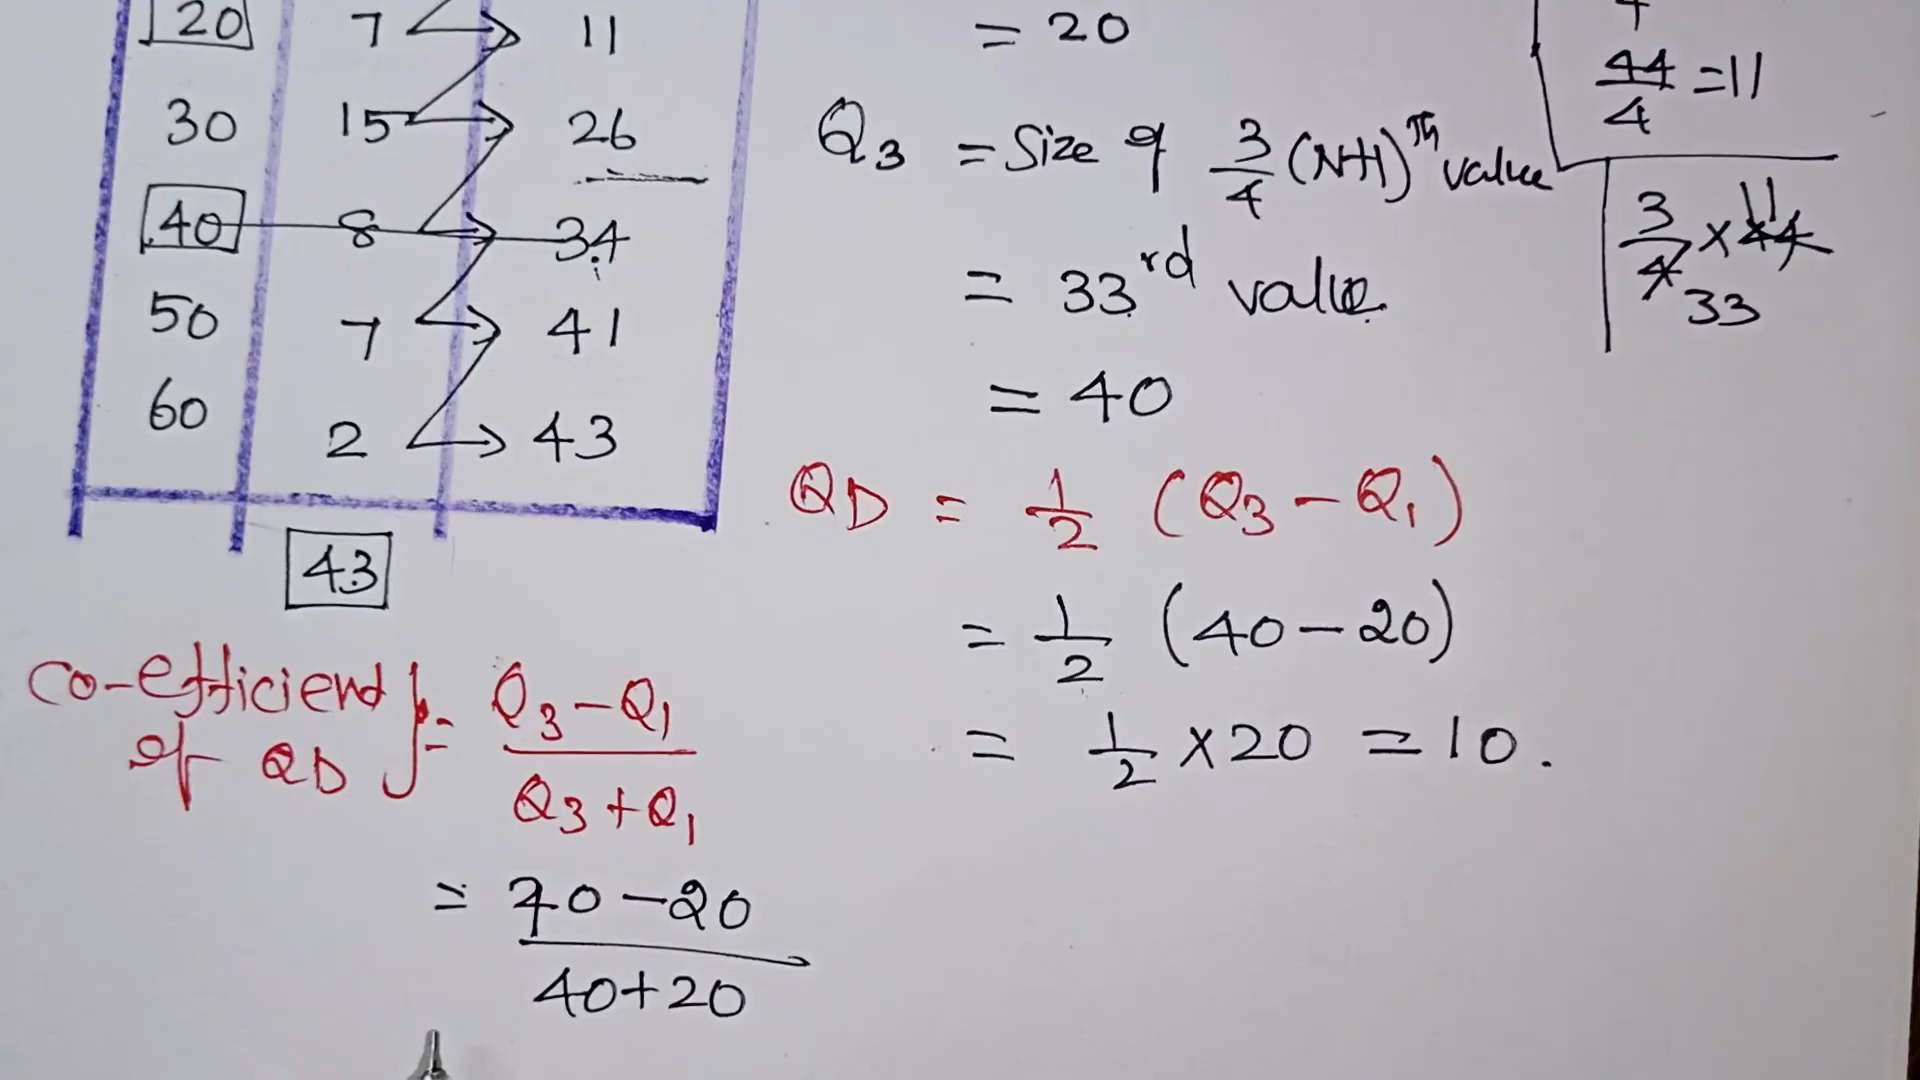 20 7 11
30 15 26
40 8 34
50 7 41
60 2 43
43
= 20
Q3 = Size of 3/4 (N+1)th value
= 33rd value.
= 40
44/4 = 11
3/4 × 44 11
33
QD = 1/2 (Q3 - Q1)
= 1/2 (40 - 20)
= 1/2 × 20 = 10.
Co-efficient of QD } = Q3 - Q1 / Q3 + Q1
= 40 - 20 / 40 + 20